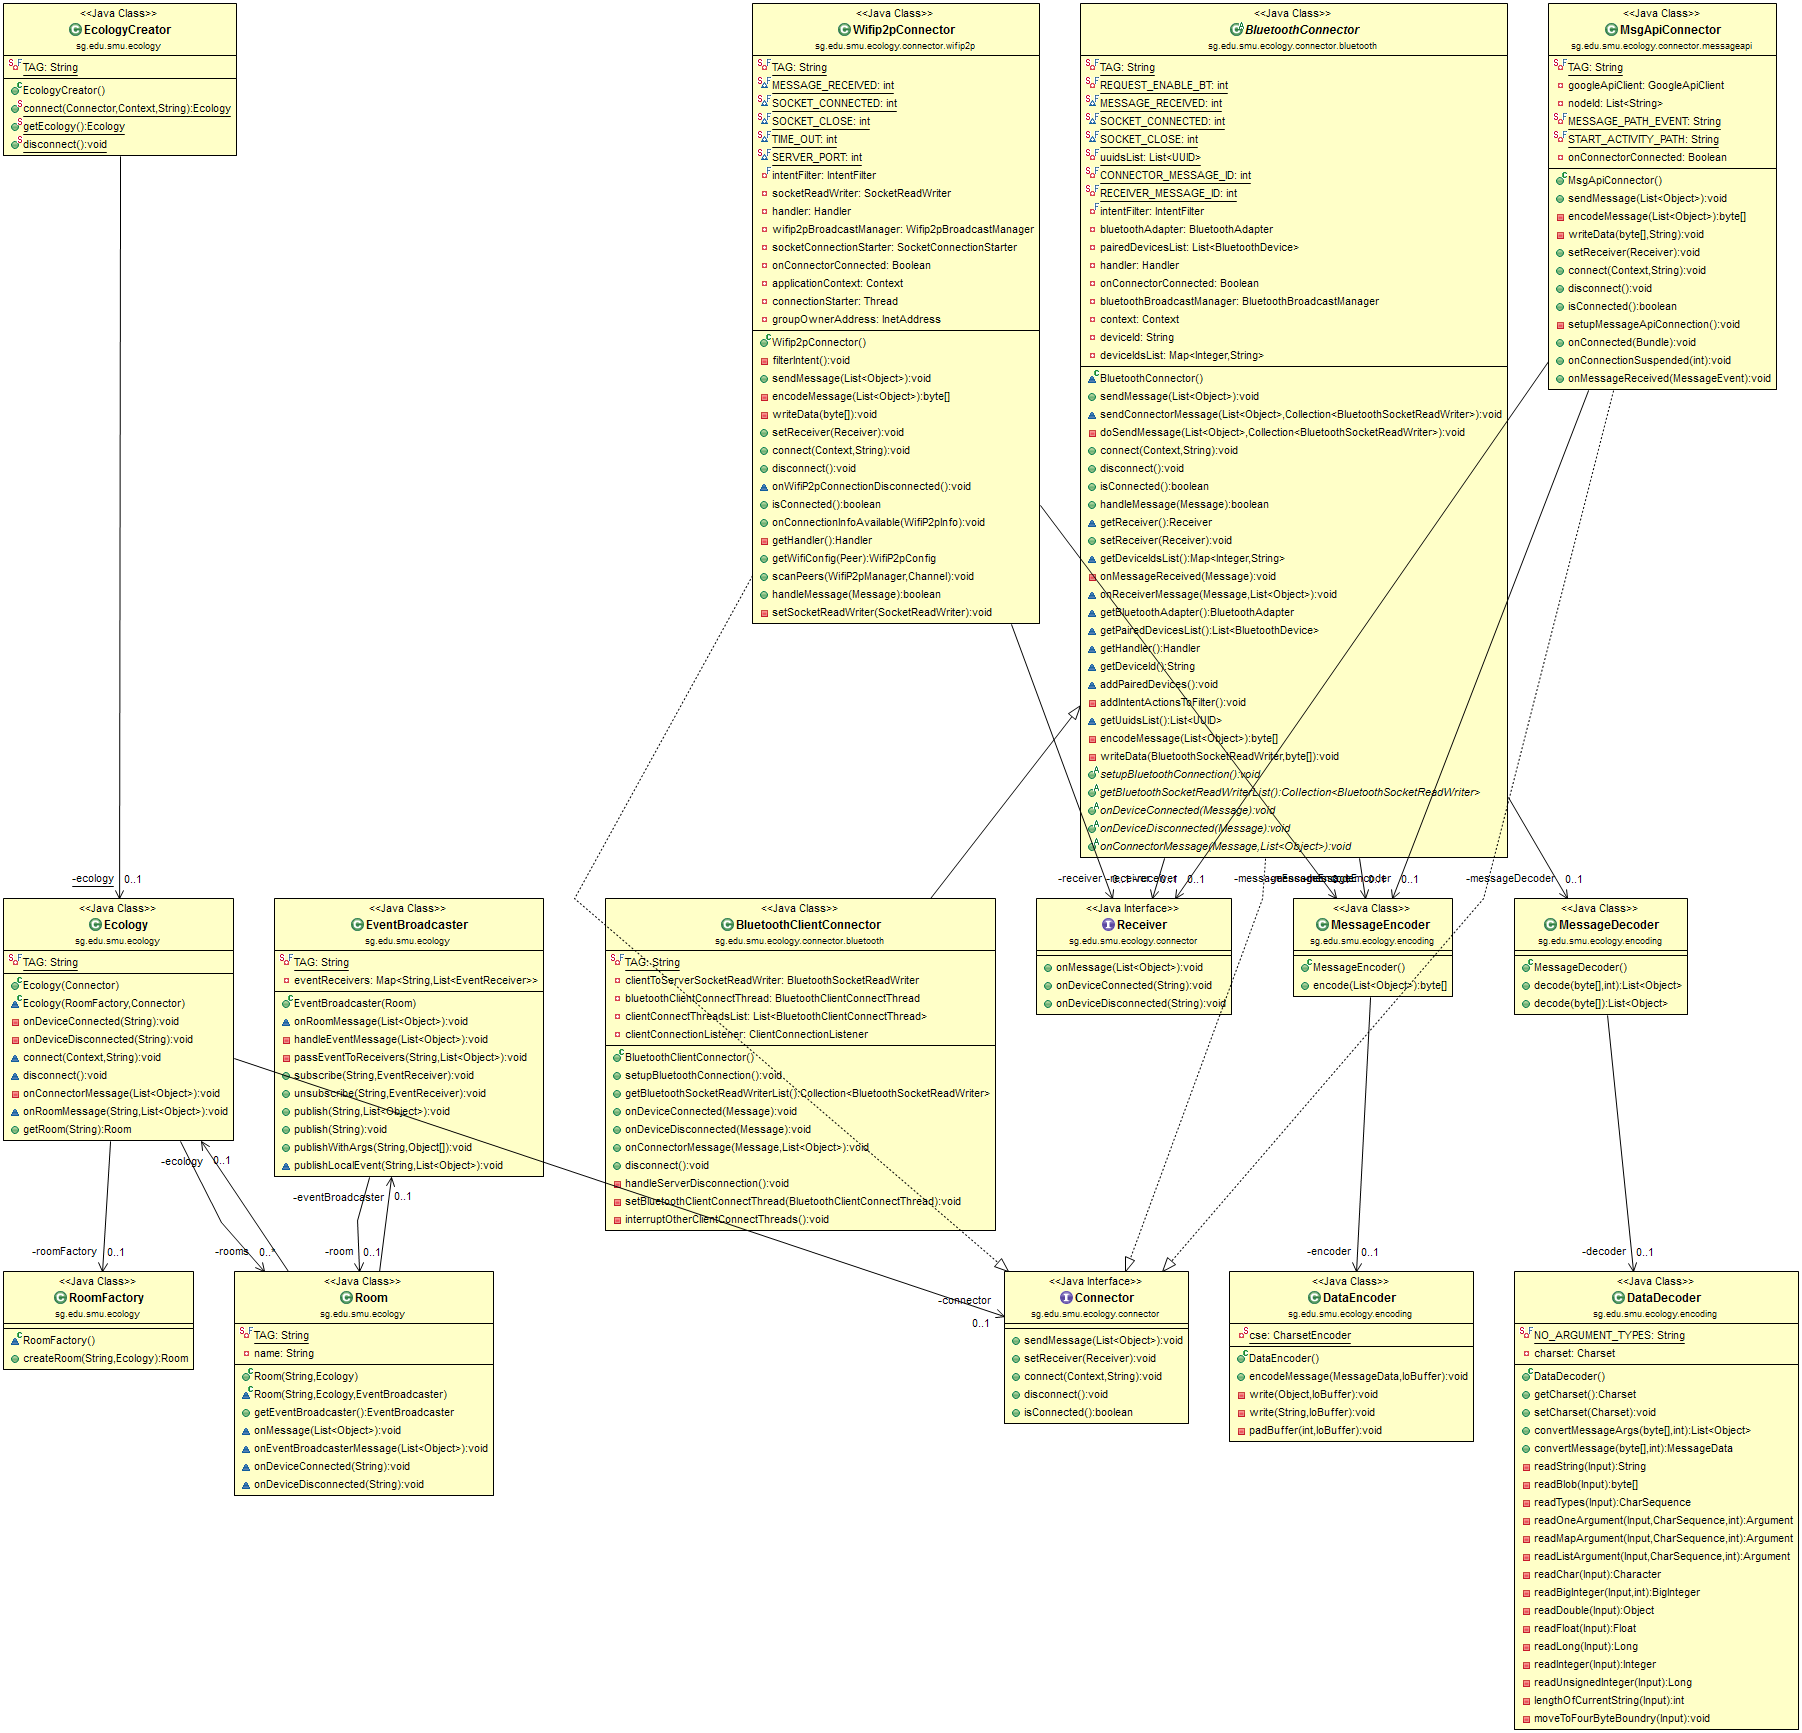 <<Java Class>>
EcologyCreator
sg.edu.smu.ecology
TAG: String
EcologyCreator()
connect(Connector,Context,String):Ecology
getEcology():Ecology
disconnect():void
<<Java Class>>
Wifip2pConnector
sg.edu.smu.ecology.connector.wifip2p
TAG: String
MESSAGE_RECEIVED: int
SOCKET_CONNECTED: int
SOCKET_CLOSE: int
TIME_OUT: int
SERVER_PORT: int
intentFilter: IntentFilter
socketReadWriter: SocketReadWriter
handler: Handler
wifip2pBroadcastManager: Wifip2pBroadcastManager
socketConnectionStarter: SocketConnectionStarter
onConnectorConnected: Boolean
applicationContext: Context
connectionStarter: Thread
groupOwnerAddress: InetAddress
Wifip2pConnector()
filterIntent():void
sendMessage(List<Object>):void
encodeMessage(List<Object>):byte[]
writeData(byte[]):void
setReceiver(Receiver):void
connect(Context,String):void
disconnect():void
onWifiP2pConnectionDisconnected():void
isConnected():boolean
onConnectionInfoAvailable(WifiP2pInfo):void
getHandler():Handler
getWifiConfig(Peer):WifiP2pConfig
scanPeers(WifiP2pManager,Channel):void
handleMessage(Message):boolean
setSocketReadWriter(SocketReadWriter):void
<<Java Class>>
BluetoothConnector
sg.edu.smu.ecology.connector.bluetooth
TAG: String
REQUEST_ENABLE_BT: int
MESSAGE_RECEIVED: int
SOCKET_CONNECTED: int
SOCKET_CLOSE: int
uuidsList: List<UUID>
CONNECTOR_MESSAGE_ID: int
RECEIVER_MESSAGE_ID: int
intentFilter: IntentFilter
bluetoothAdapter: BluetoothAdapter
pairedDevicesList: List<BluetoothDevice>
handler: Handler
onConnectorConnected: Boolean
bluetoothBroadcastManager: BluetoothBroadcastManager
context: Context
deviceId: String
deviceIdsList: Map<Integer,String>
BluetoothConnector()
sendMessage(List<Object>):void
sendConnectorMessage(List<Object>,Collection<BluetoothSocketReadWriter>):void
doSendMessage(List<Object>,Collection<BluetoothSocketReadWriter>):void
connect(Context,String):void
disconnect():void
isConnected():boolean
handleMessage(Message):boolean
getReceiver():Receiver
setReceiver(Receiver):void
getDeviceIdsList():Map<Integer,String>
onMessageReceived(Message):void
onReceiverMessage(Message,List<Object>):void
getBluetoothAdapter():BluetoothAdapter
getPairedDevicesList():List<BluetoothDevice>
getHandler():Handler
getDeviceId():String
addPairedDevices():void
addIntentActionsToFilter():void
getUuidsList():List<UUID>
encodeMessage(List<Object>):byte[]
writeData(BluetoothSocketReadWriter,byte[]):void
setupBluetoothConnection():void
getBluetoothSocketReadWriterList():Collection<BluetoothSocketReadWriter>
onDeviceConnected(Message):void
onDeviceDisconnected(Message):void
onConnectorMessage(Message,List<Object>):void
<<Java Class>>
MsgApiConnector
sg.edu.smu.ecology.connector.messageapi
TAG: String
googleApiClient: GoogleApiClient
nodeId: List<String>
MESSAGE_PATH_EVENT: String
START_ACTIVITY_PATH: String
onConnectorConnected: Boolean
MsgApiConnector()
sendMessage(List<Object>):void
encodeMessage(List<Object>):byte[]
writeData(byte[],String):void
setReceiver(Receiver):void
connect(Context,String):void
disconnect():void
isConnected():boolean
setupMessageApiConnection():void
onConnected(Bundle):void
onConnectionSuspended(int):void
onMessageReceived(MessageEvent):void
-ecology 0..1
-receiver
0..1
-messageDecoder 0..1
<<Java Class>>
Ecology
sg.edu.smu.ecology
TAG: String
Ecology(Connector)
Ecology(RoomFactory,Connector)
onDeviceConnected(String):void
onDeviceDisconnected(String):void
connect(Context,String):void
disconnect():void
onConnectorMessage(List<Object>):void
onRoomMessage(String,List<Object>):void
getRoom(String):Room
<<Java Class>>
EventBroadcaster
sg.edu.smu.ecology
TAG: String
eventReceivers: Map<String,List<EventReceiver>>
EventBroadcaster(Room)
onRoomMessage(List<Object>):void
handleEventMessage(List<Object>):void
passEventToReceivers(String,List<Object>):void
subscribe(String,EventReceiver):void
unsubscribe(String,EventReceiver):void
publish(String,List<Object>):void
publish(String):void
publishWithArgs(String,Object[]):void
publishLocalEvent(String,List<Object>):void
<<Java Class>>
BluetoothClientConnector
sg.edu.smu.ecology.connector.bluetooth
TAG: String
clientToServerSocketReadWriter: BluetoothSocketReadWriter
bluetoothClientConnectThread: BluetoothClientConnectThread
clientConnectThreadsList: List<BluetoothClientConnectThread>
clientConnectionListener: ClientConnectionListener
BluetoothClientConnector()
setupBluetoothConnection():void
getBluetoothSocketReadWriterList():Collection<BluetoothSocketReadWriter>
onDeviceConnected(Message):void
onDeviceDisconnected(Message):void
onConnectorMessage(Message,List<Object>):void
disconnect():void
handleServerDisconnection():void
setBluetoothClientConnectThread(BluetoothClientConnectThread):void
interruptOtherClientConnectThreads():void
<<Java Interface>>
Receiver
sg.edu.smu.ecology.connector
onMessage(List<Object>):void
onDeviceConnected(String):void
onDeviceDisconnected(String):void
<<Java Class>>
MessageEncoder
sg.edu.smu.ecology.encoding
MessageEncoder()
encode(List<Object>):byte[]
<<Java Class>>
MessageDecoder
sg.edu.smu.ecology.encoding
MessageDecoder()
decode(byte[],int):List<Object>
decode(byte[]):List<Object>
-ecology 0..1
-eventBroadcaster 0..1
-roomFactory 0..1
-rooms 0..*
-room 0..1
-connector
0..1
-encoder 0..1
-decoder 0..1
<<Java Class>>
RoomFactory
sg.edu.smu.ecology
RoomFactory()
createRoom(String,Ecology):Room
<<Java Class>>
Room
sg.edu.smu.ecology
TAG: String
name: String
Room(String,Ecology)
Room(String,Ecology,EventBroadcaster)
getEventBroadcaster():EventBroadcaster
onMessage(List<Object>):void
onEventBroadcasterMessage(List<Object>):void
onDeviceConnected(String):void
onDeviceDisconnected(String):void
<<Java Interface>>
Connector
sg.edu.smu.ecology.connector
sendMessage(List<Object>):void
setReceiver(Receiver):void
connect(Context,String):void
disconnect():void
isConnected():boolean
<<Java Class>>
DataEncoder
sg.edu.smu.ecology.encoding
cse: CharsetEncoder
DataEncoder()
encodeMessage(MessageData,IoBuffer):void
write(Object,IoBuffer):void
write(String,IoBuffer):void
padBuffer(int,IoBuffer):void
<<Java Class>>
DataDecoder
sg.edu.smu.ecology.encoding
NO_ARGUMENT_TYPES: String
charset: Charset
DataDecoder()
getCharset():Charset
setCharset(Charset):void
convertMessageArgs(byte[],int):List<Object>
convertMessage(byte[],int):MessageData
readString(Input):String
readBlob(Input):byte[]
readTypes(Input):CharSequence
readOneArgument(Input,CharSequence,int):Argument
readMapArgument(Input,CharSequence,int):Argument
readListArgument(Input,CharSequence,int):Argument
readChar(Input):Character
readBigInteger(Input,int):BigInteger
readDouble(Input):Object
readFloat(Input):Float
readLong(Input):Long
readInteger(Input):Integer
readUnsignedInteger(Input):Long
lengthOfCurrentString(Input):int
moveToFourByteBoundry(Input):void